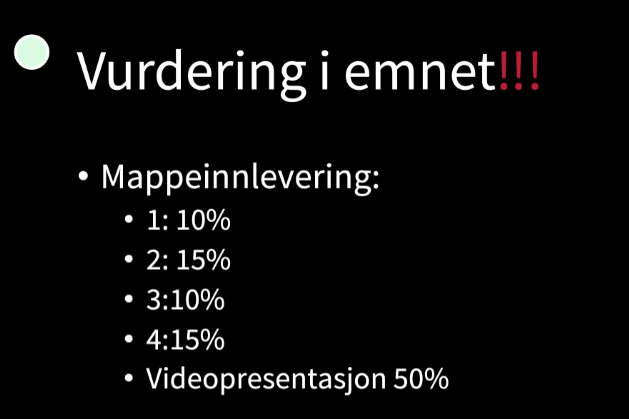 Vurdering i emnet!!!
• Mappeinnlevering:
• 1: 10%
• 2: 15%
• 3:10%
• 4:15%
• Videopresentasjon 50%